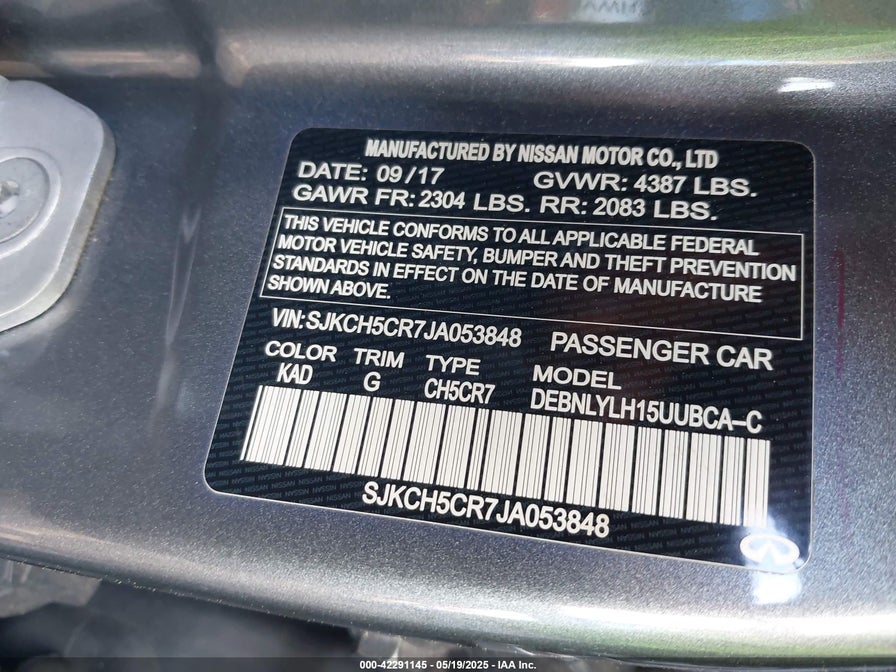 MANUFACTURED BY NISSAN MOTOR CO., LTD
DATE: 09/17 GVWR: 4387 LBS.
GAWR FR: 2304 LBS. RR: 2083 LBS.
THIS VEHICLE CONFORMS TO ALL APPLICABLE FEDERAL
MOTOR VEHICLE SAFETY, BUMPER AND THEFT PREVENTION
STANDARDS IN EFFECT ON THE DATE OF MANUFACTURE
SHOWN ABOVE.
VIN: SJKCH5CR7JA053848 PASSENGER CAR
COLOR TRIM TYPE MODEL
KAD G CH5CR7 DEBNLYLH15UUBCA-C
SJKCH5CR7JA053848
000-42291145 - 05/19/2025 - IAA Inc.